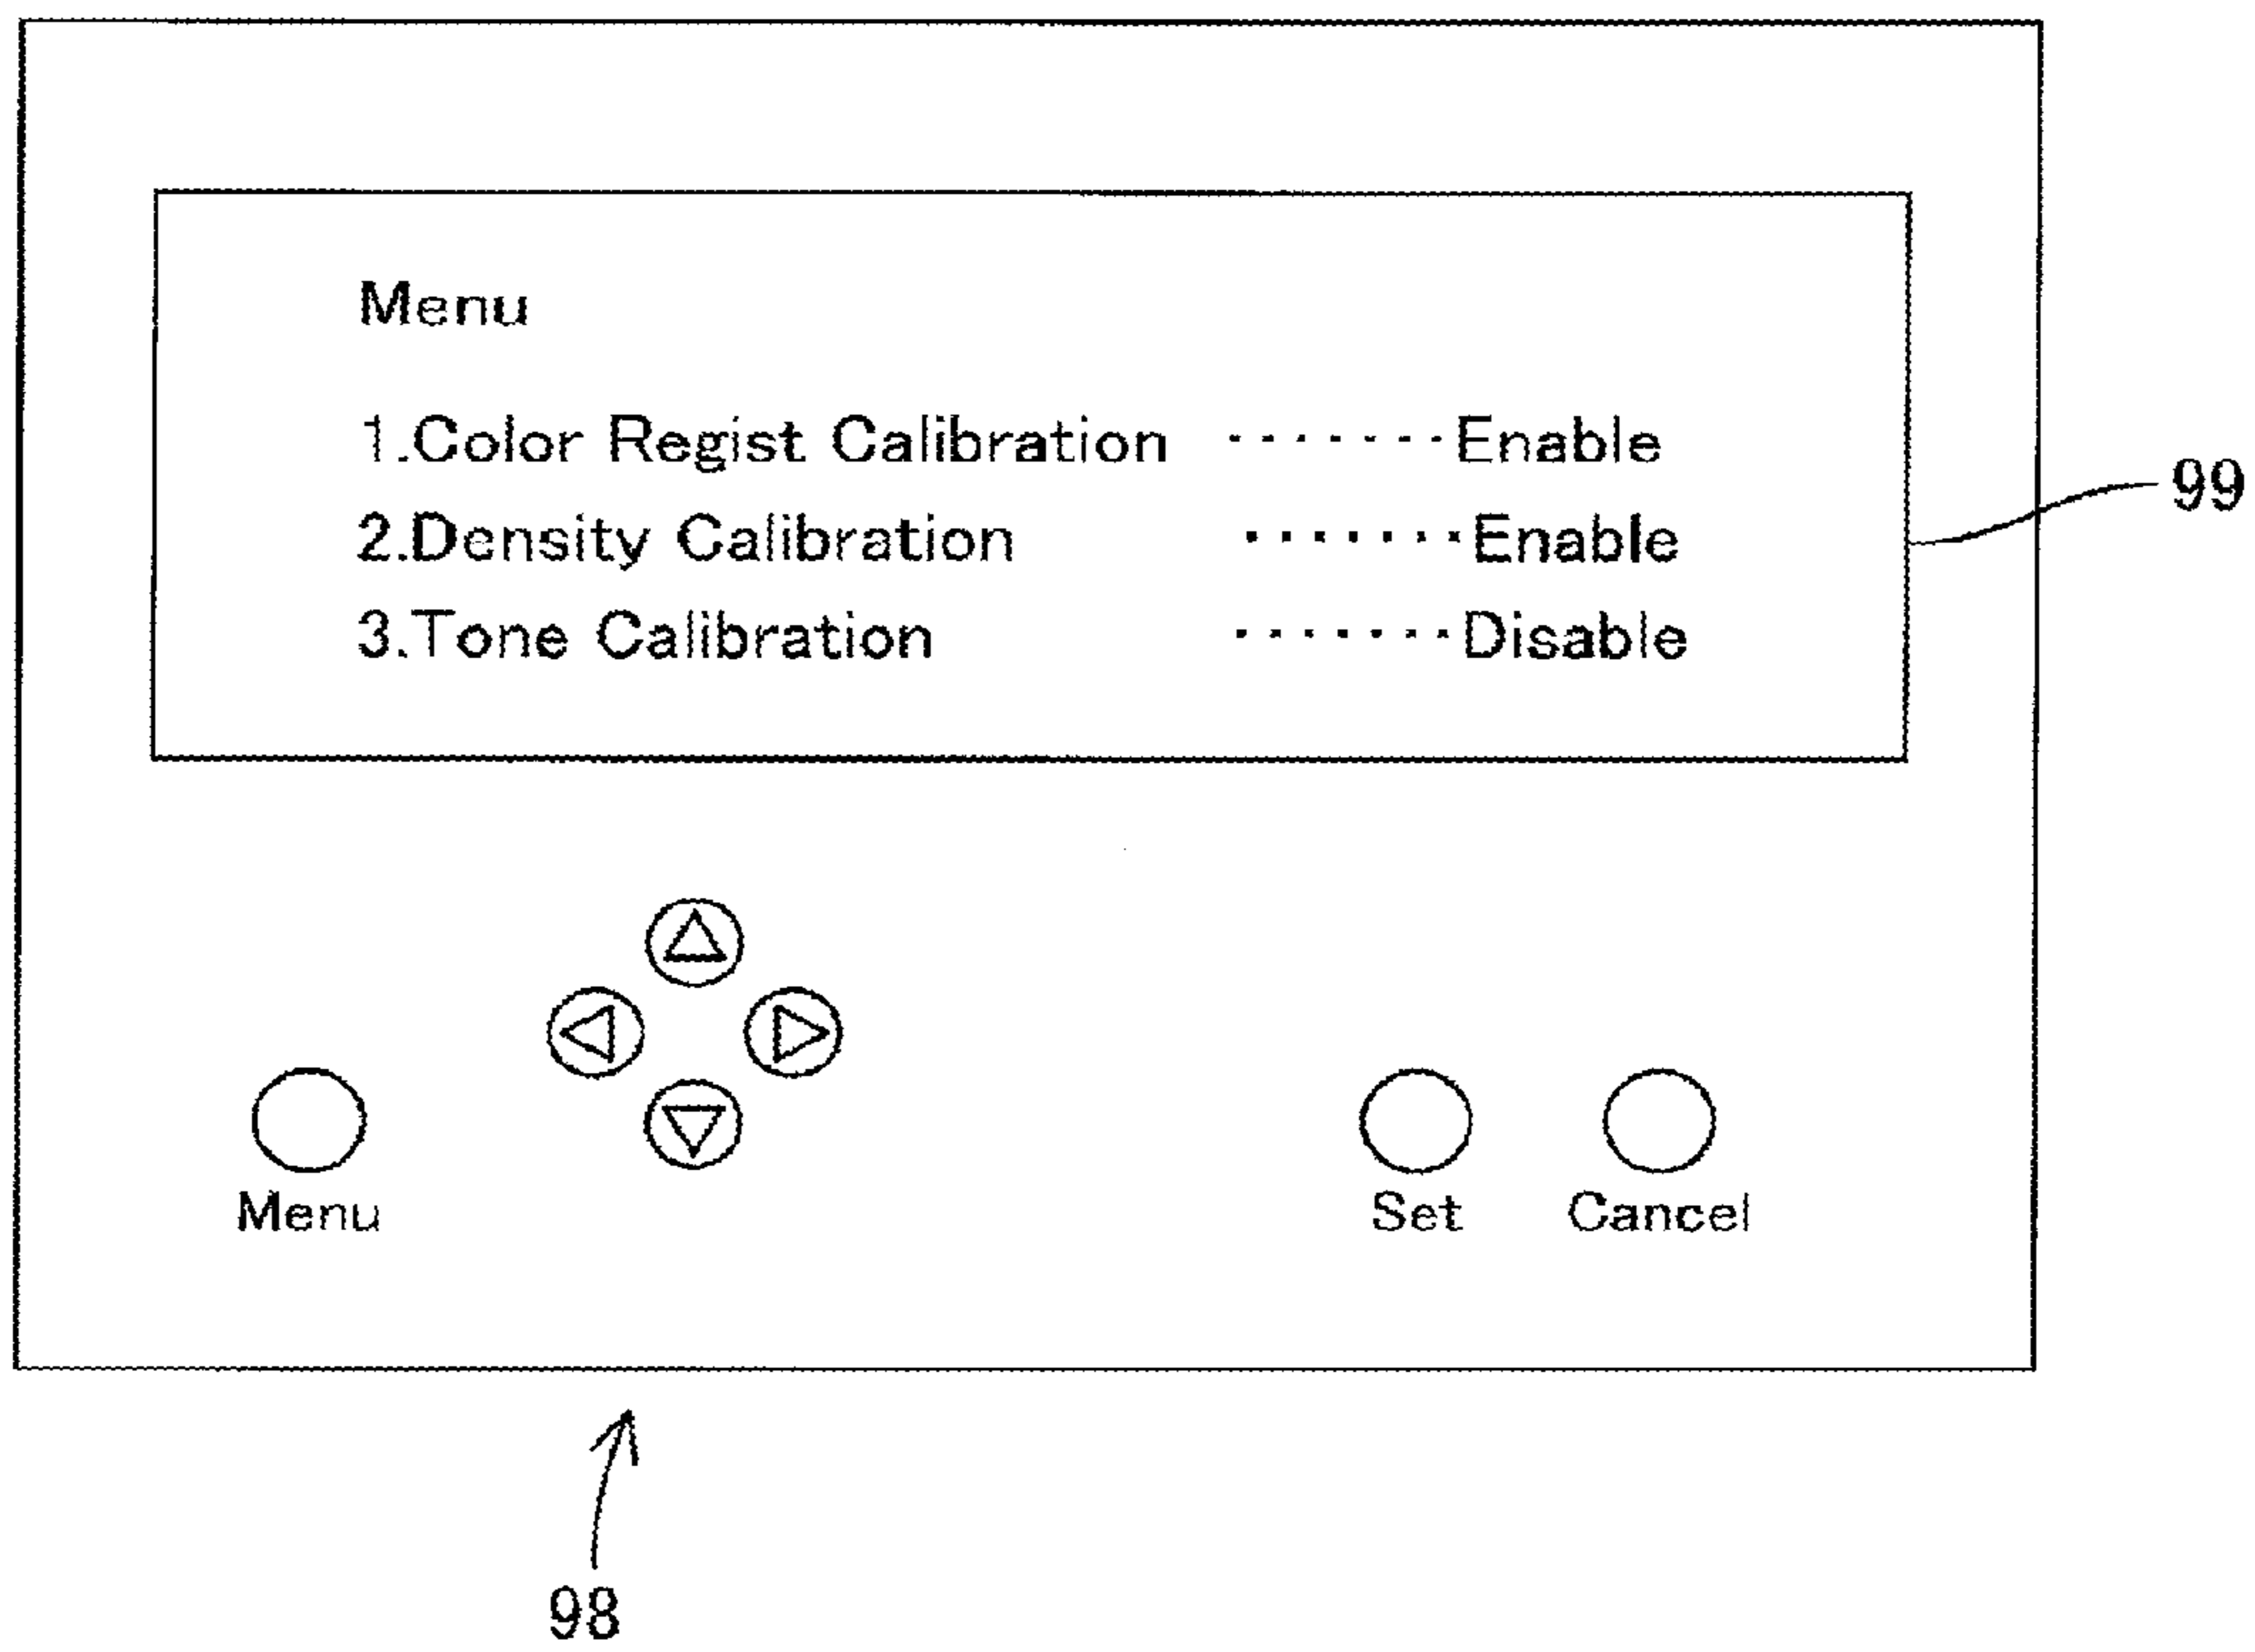 Menu
1.Color Regist Calibration ·······Enable
2.Density Calibration ·······Enable
3.Tone Calibration ·······Disable
99
Menu
Set
Cancel
98